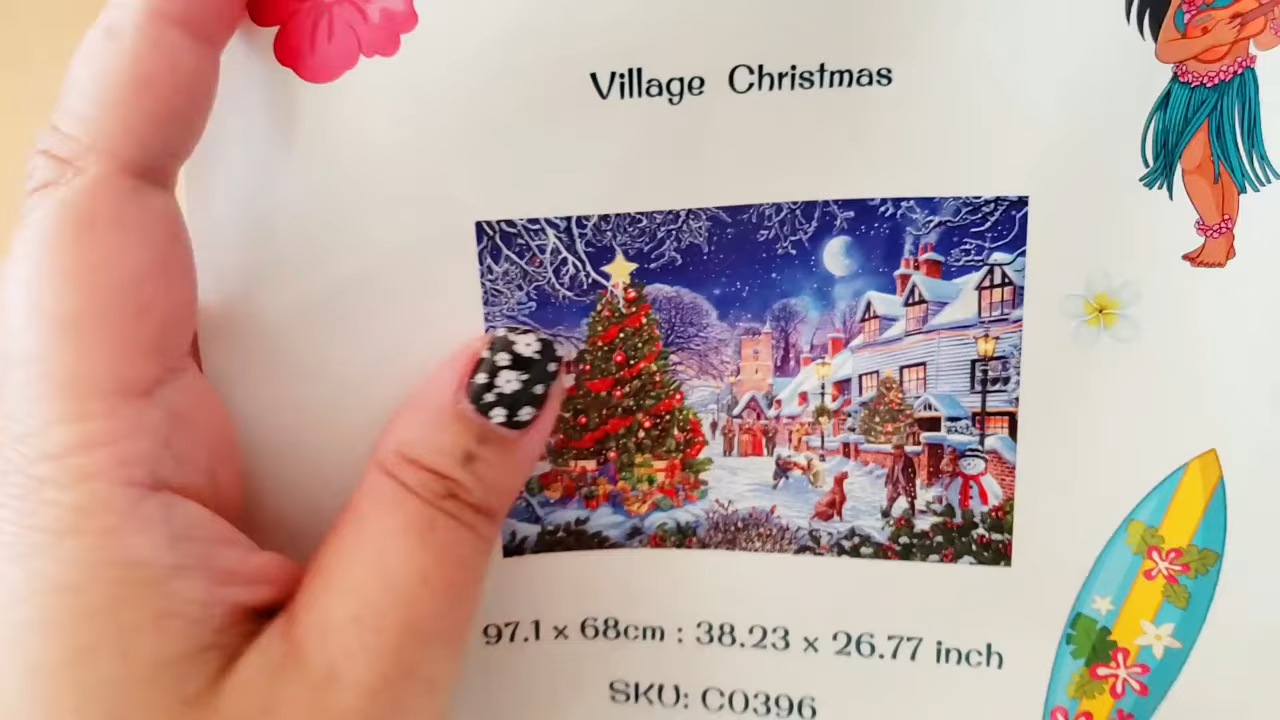 Village Christmas
97.1 x 68cm : 38.23 x 26.77 inch
SKU: C0396